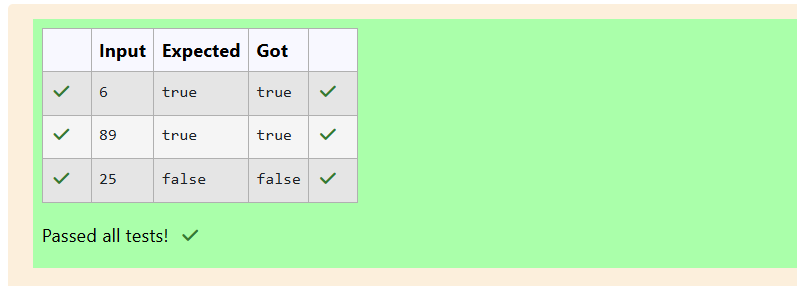 Input Expected Got
6 true true
89 true true
25 false false
Passed all tests!